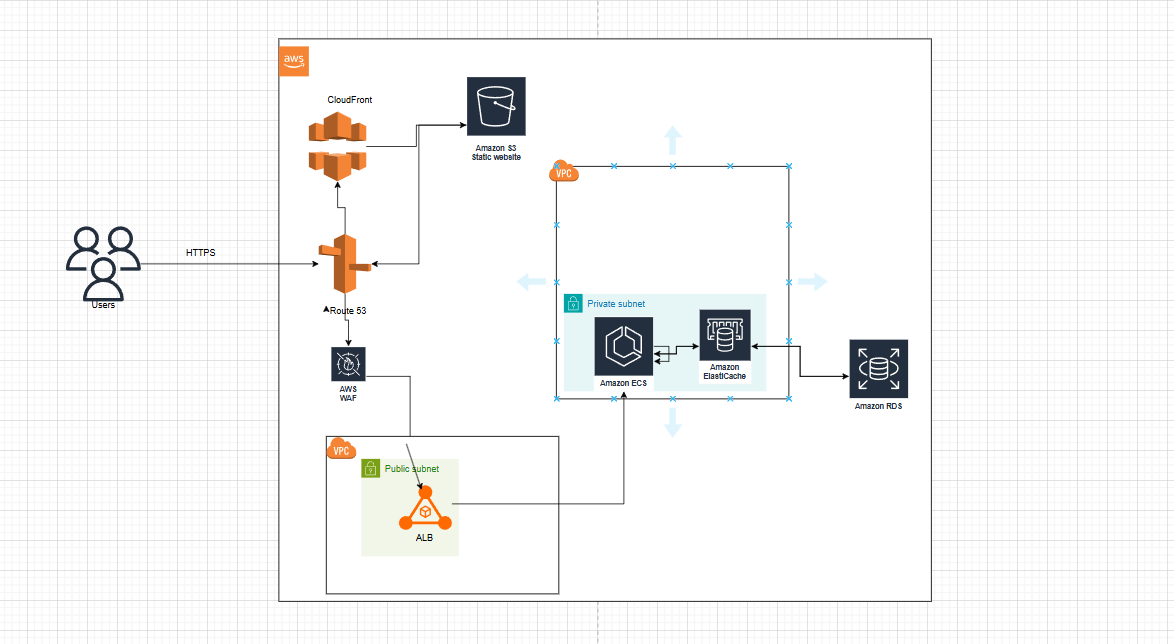 aws
CloudFront
Amazon S3
Static website
VPC
HTTPS
Users
Route 53
Private subnet
Amazon ECS
Amazon
ElastiCache
Amazon RDS
AWS
WAF
VPC
Public subnet
ALB